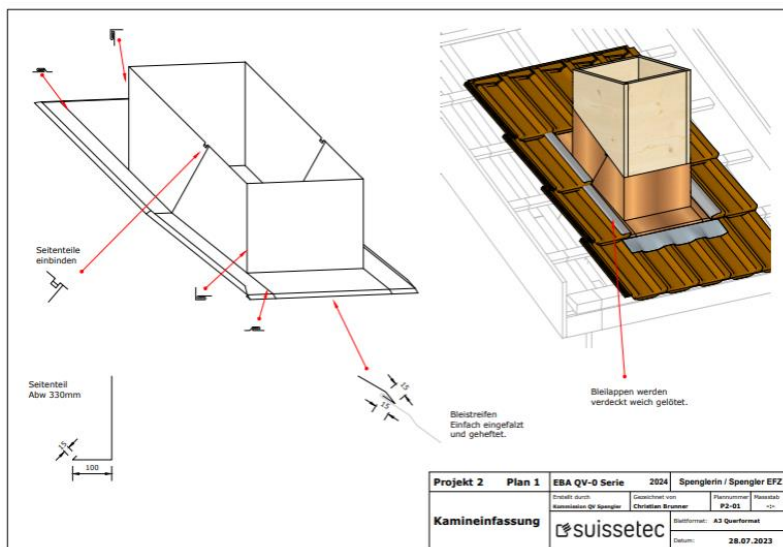 Seitenteile
einbinden
Seitenteil
Abw 330mm
15
100
15
15
Bleistreifen
Einfach eingefalzt
und geheftet.
Bleilappen werden
verdeckt weich gelötet.
Projekt 2 Plan 1 EBA QV-0 Serie 2024 Spenglerin / Spengler EFZ
Erstellt durch Gezeichnet von Plannummer Massstab
Kommission QV Spengler Christian Brunner P2-01
Kamineinfassung
suissetec
Blattformat: A3 Querformat
Datum: 28.07.2023